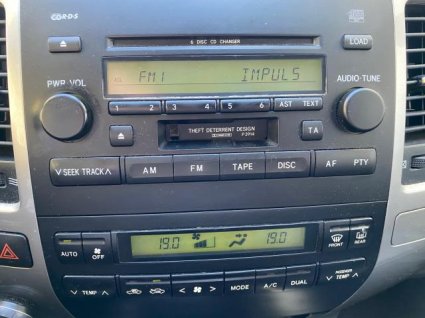 EON·R·D·S
6 DISC CD CHANGER
LOAD
FM1 IMPULS
PWR·VOL
AUDIO·TUNE
1 2 3 4 5 6 AST TEXT
THEFT DETERRENT DESIGN
TA
∨ SEEK TRACK ∧ AM FM TAPE DISC AF PTY
19.0 19.0
AUTO OFF FRONT REAR
∨ TEMP ∧ < > MODE A/C DUAL PASSENGER
∨ TEMP ∧